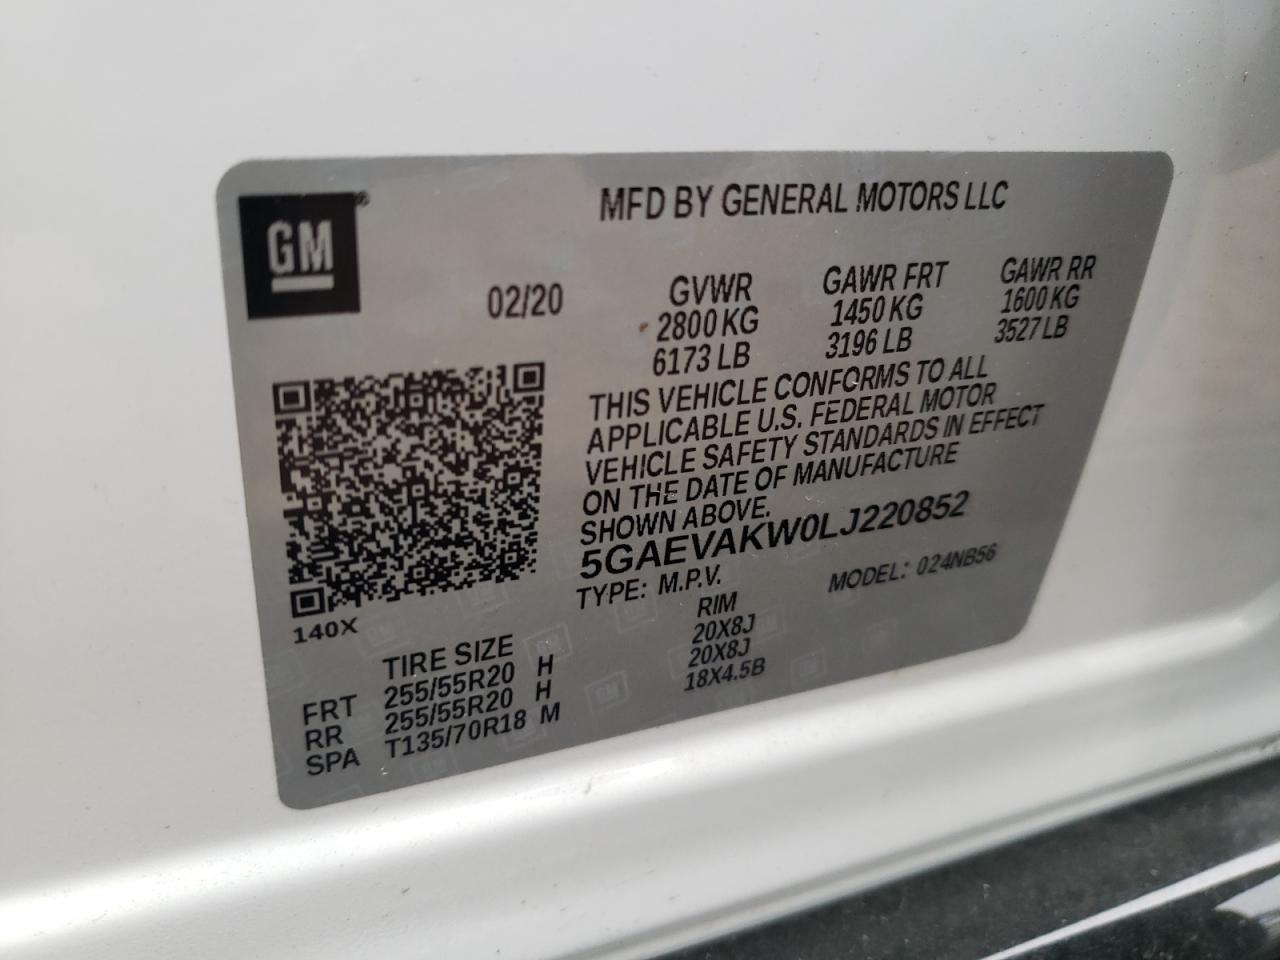 GM
MFD BY GENERAL MOTORS LLC
02/20
GVWR GAWR FRT GAWR RR
2800 KG 1450 KG 1600 KG
6173 LB 3196 LB 3527 LB
THIS VEHICLE CONFORMS TO ALL
APPLICABLE U.S. FEDERAL MOTOR
VEHICLE SAFETY STANDARDS IN EFFECT
ON THE DATE OF MANUFACTURE
SHOWN ABOVE.
5GAEVAKW0LJ220852
TYPE: M.P.V. MODEL: 024NB56
140X
TIRE SIZE RIM
FRT 255/55R20 H 20X8J
RR 255/55R20 H 20X8J
SPA T135/70R18 M 18X4.5B